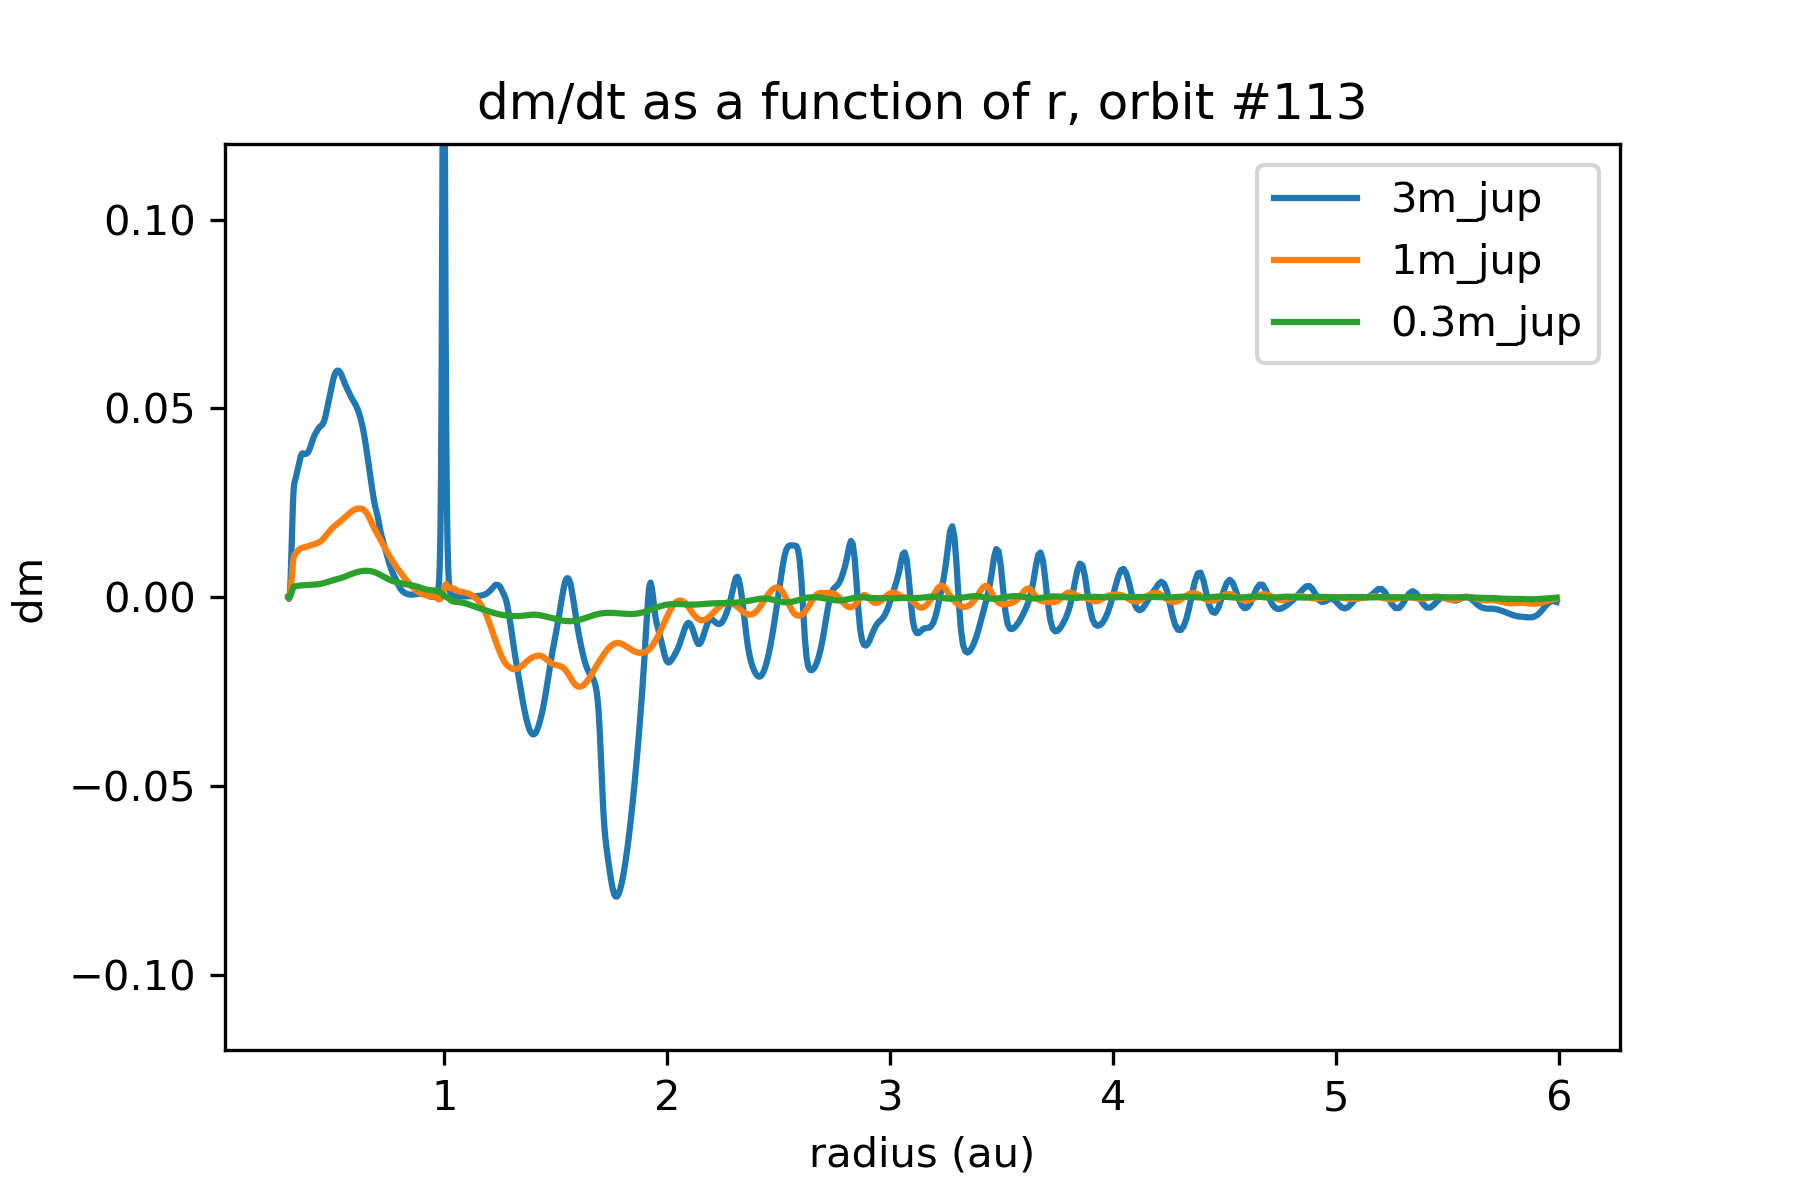 dm/dt as a function of r, orbit #113
3m_jup
1m_jup
0.3m_jup
0.10
0.05
0.00
−0.05
−0.10
dm
1 2 3 4 5 6
radius (au)